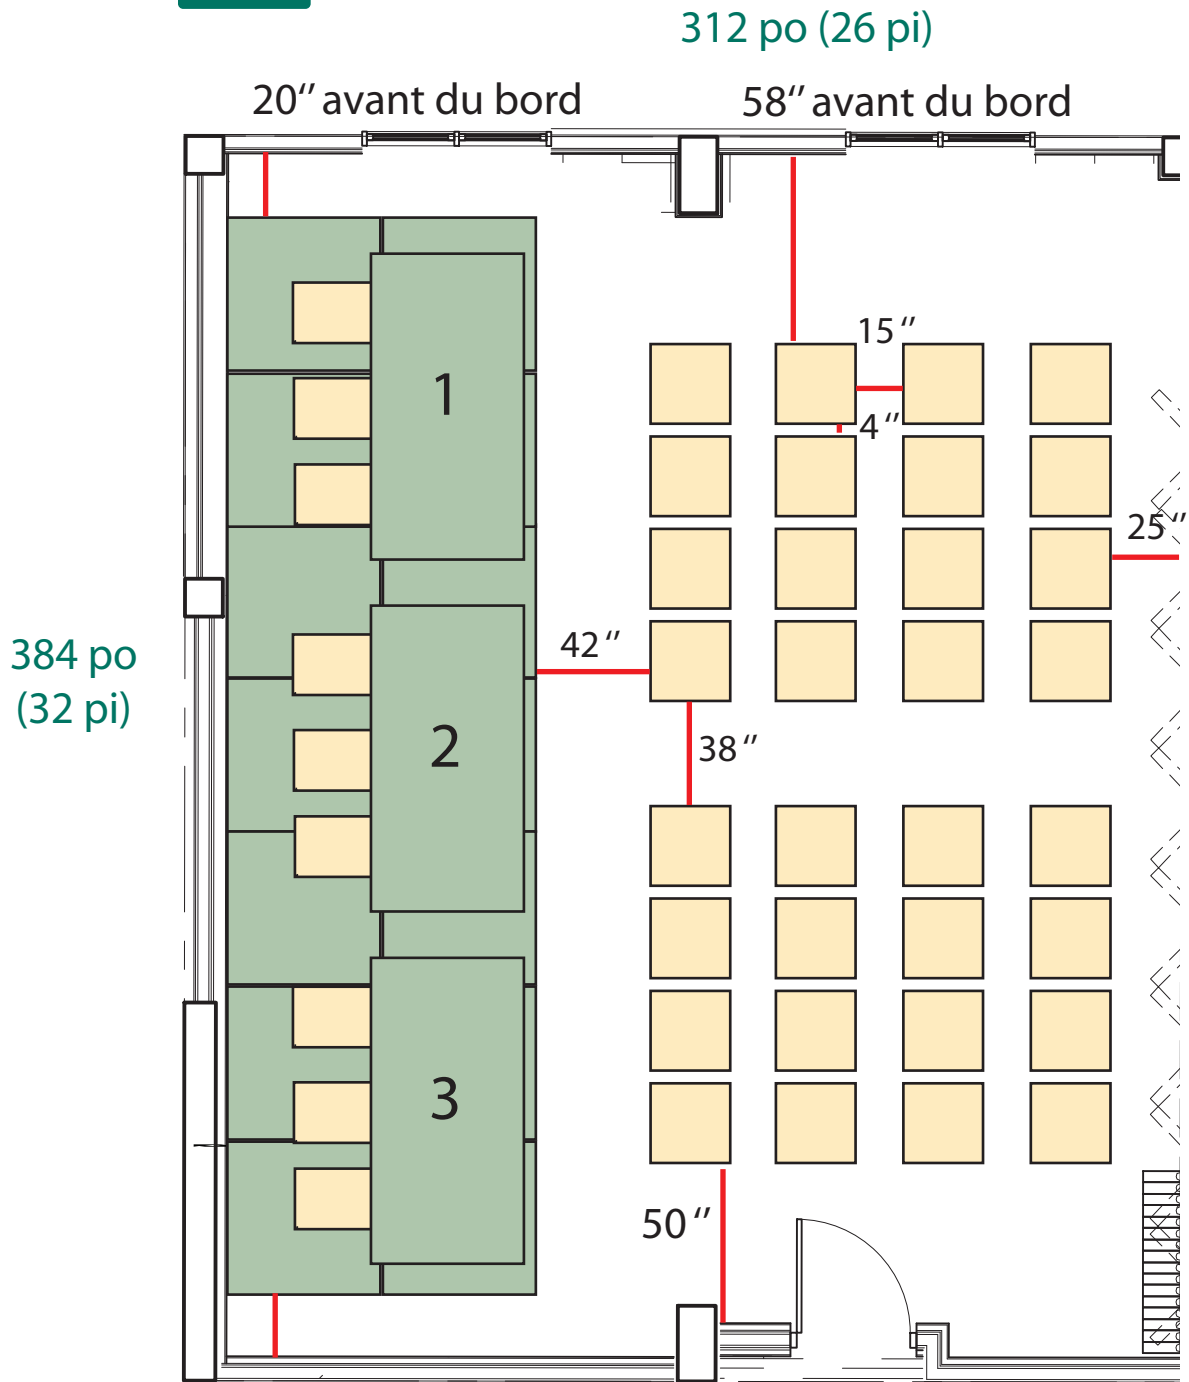 312 po (26 pi)
20″ avant du bord
58″ avant du bord
15″
1
4″
25″
42″
384 po
(32 pi)
2
38″
3
50″